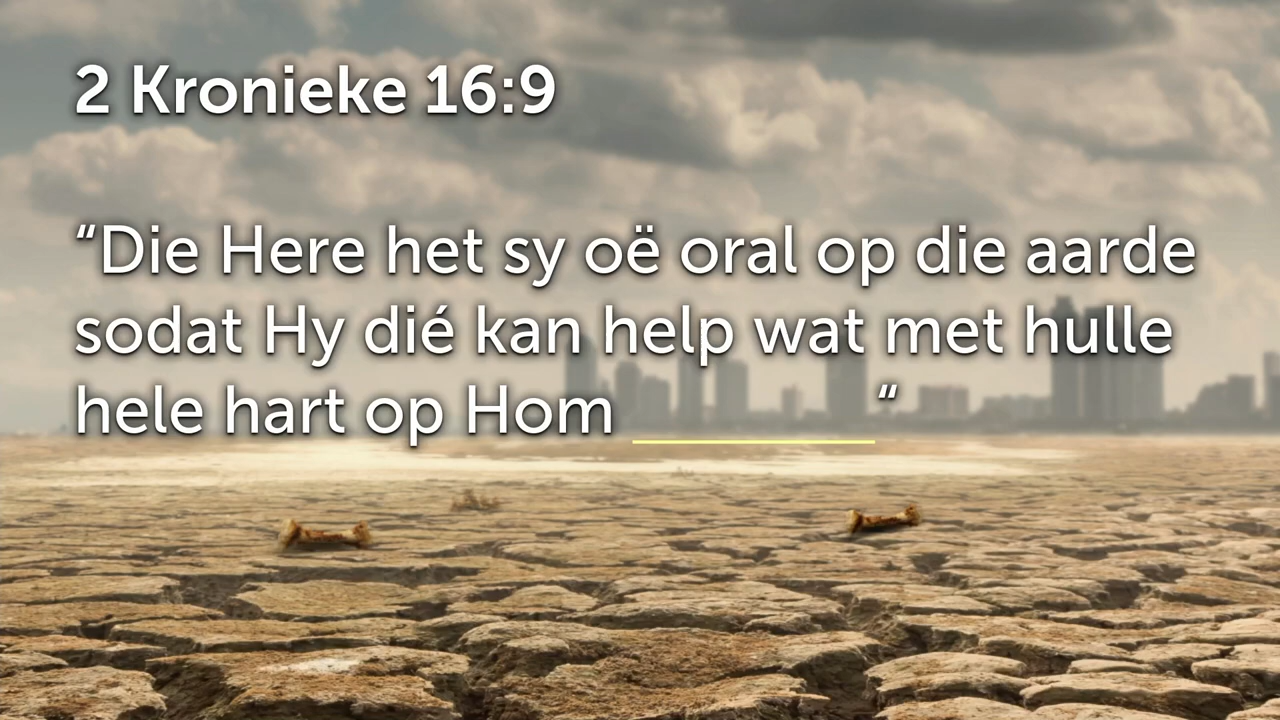 2 Kronieke 16:9
“Die Here het sy oë oral op die aarde
sodat Hy dié kan help wat met hulle
hele hart op Hom ________“